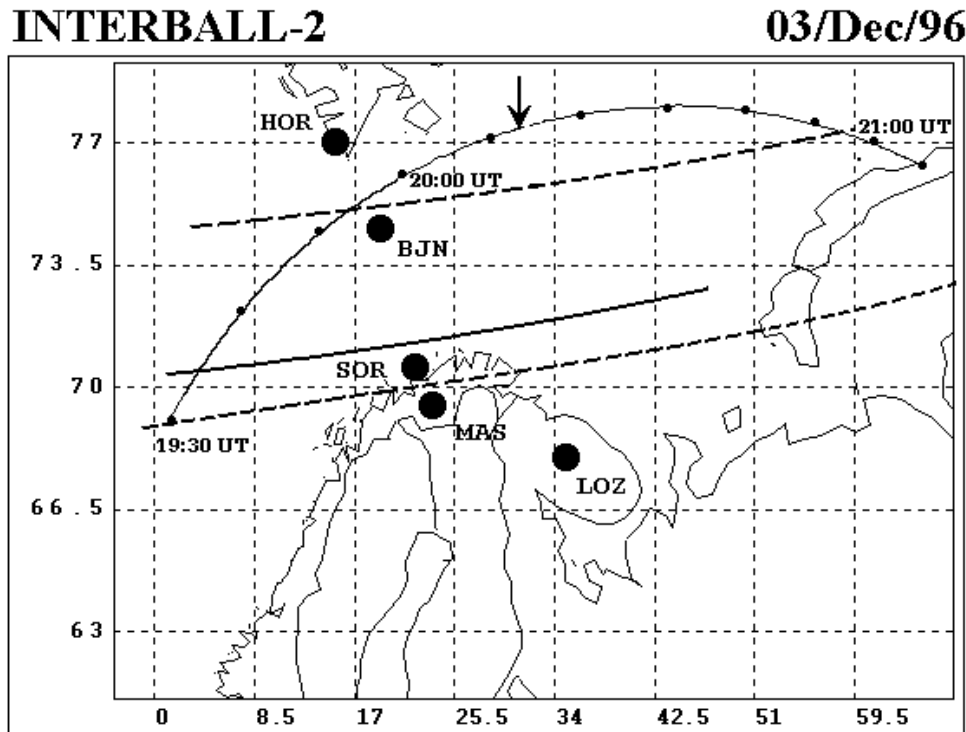 INTERBALL-2 03/Dec/96
HOR
77
21:00 UT
20:00 UT
BJN
73.5
SOR
70
MAS
19:30 UT
LOZ
66.5
63
0 8.5 17 25.5 34 42.5 51 59.5